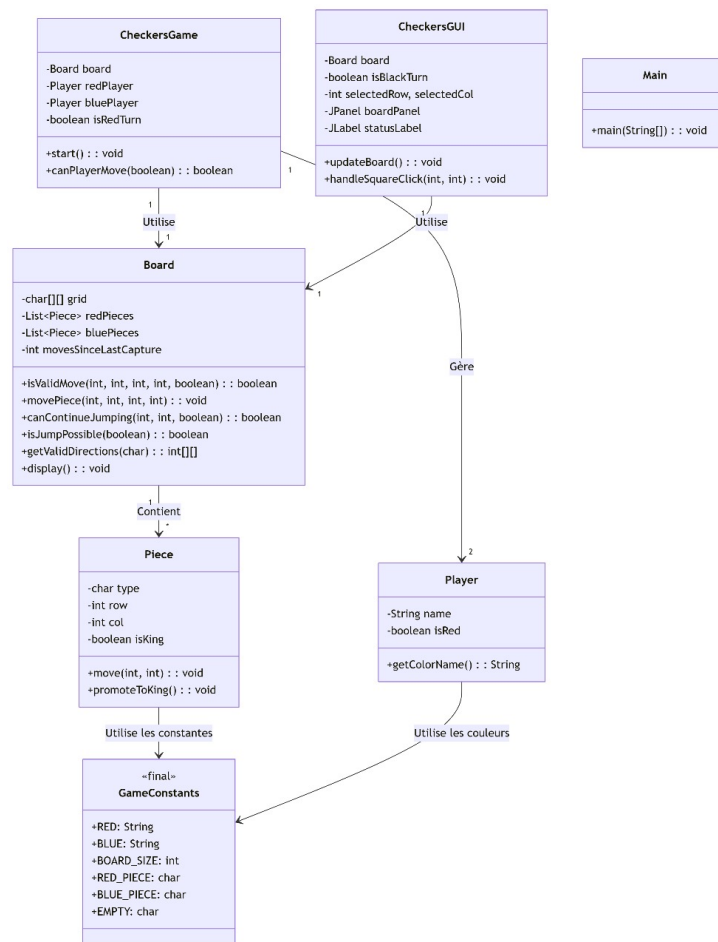 CheckersGame
-Board board
-Player redPlayer
-Player bluePlayer
-boolean isRedTurn
+start() : : void
+canPlayerMove(boolean) : : boolean
CheckersGUI
-Board board
-boolean isBlackTurn
-int selectedRow, selectedCol
-JPanel boardPanel
-JLabel statusLabel
+updateBoard() : : void
+handleSquareClick(int, int) : : void
Main
+main(String[]) : : void
1
Utilise
1
1
Utilise
1
1
Board
-char[][] grid
-List<Piece> redPieces
-List<Piece> bluePieces
-int movesSinceLastCapture
+isValidMove(int, int, int, int, boolean) : : boolean
+movePiece(int, int, int, int) : : void
+canContinueJumping(int, int, boolean) : : boolean
+isJumpPossible(boolean) : : boolean
+getValidDirections(char) : : int[][]
+display() : : void
Gère
1
Contient
*
2
Piece
-char type
-int row
-int col
-boolean isKing
+move(int, int) : : void
+promoteToKing() : : void
Player
-String name
-boolean isRed
+getColorName() : : String
Utilise les constantes
Utilise les couleurs
«final»
GameConstants
+RED: String
+BLUE: String
+BOARD_SIZE: int
+RED_PIECE: char
+BLUE_PIECE: char
+EMPTY: char